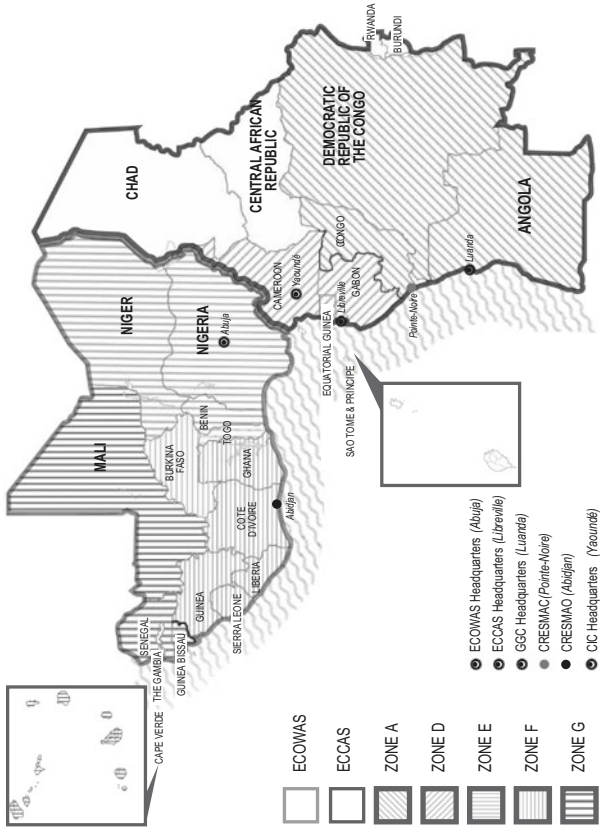 CHAD
CENTRAL AFRICAN
REPUBLIC
DEMOCRATIC
REPUBLIC OF
THE CONGO
RWANDA
BURUNDI
NIGER
NIGERIA
Abuja
CAMEROON
Yaoundé
CONGO
GABON
Libreville
ANGOLA
Luanda
Pointe-Noire
EQUATORIAL GUINEA
SAO TOME & PRINCIPE
MALI
BURKINA
FASO
BENIN
TOGO
GHANA
COTE
D'IVOIRE
Abidjan
LIBERIA
SIERRA LEONE
GUINEA
SENEGAL
THE GAMBIA
GUINEA BISSAU
CAPE VERDE
ECOWAS
ECCAS
ZONE A
ZONE D
ZONE E
ZONE F
ZONE G
ECOWAS Headquarters (Abuja)
ECCAS Headquarters (Libreville)
GGC Headquarters (Luanda)
CRESMAC (Pointe-Noire)
CRESMAO (Abidjan)
CIC Headquarters (Yaoundé)